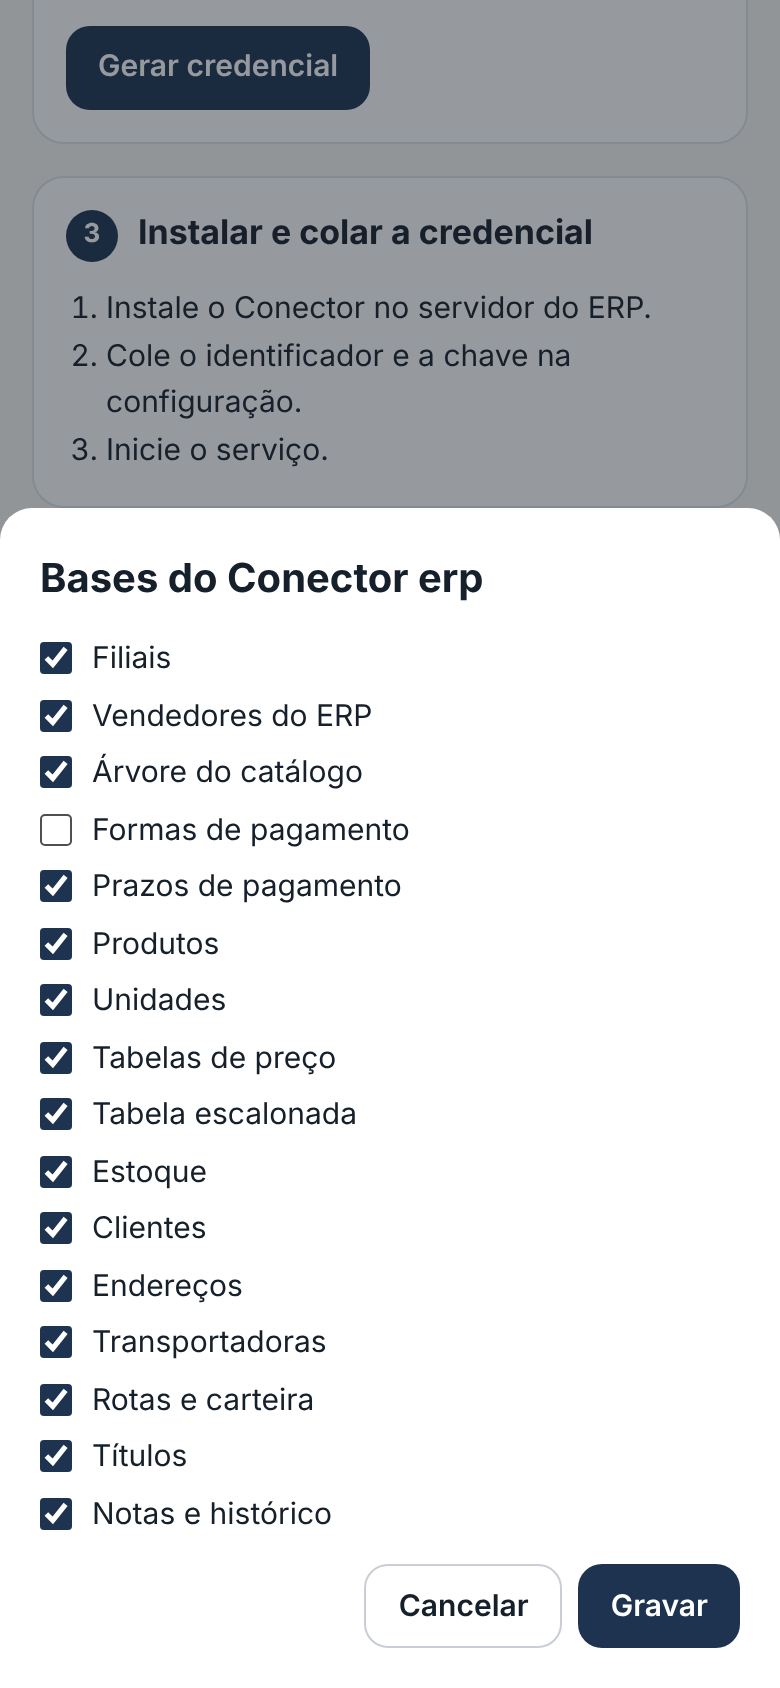 Gerar credencial
3 Instalar e colar a credencial
1. Instale o Conector no servidor do ERP.
2. Cole o identificador e a chave na
configuração.
3. Inicie o serviço.
Bases do Conector erp
Filiais
Vendedores do ERP
Árvore do catálogo
Formas de pagamento
Prazos de pagamento
Produtos
Unidades
Tabelas de preço
Tabela escalonada
Estoque
Clientes
Endereços
Transportadoras
Rotas e carteira
Títulos
Notas e histórico
Cancelar Gravar